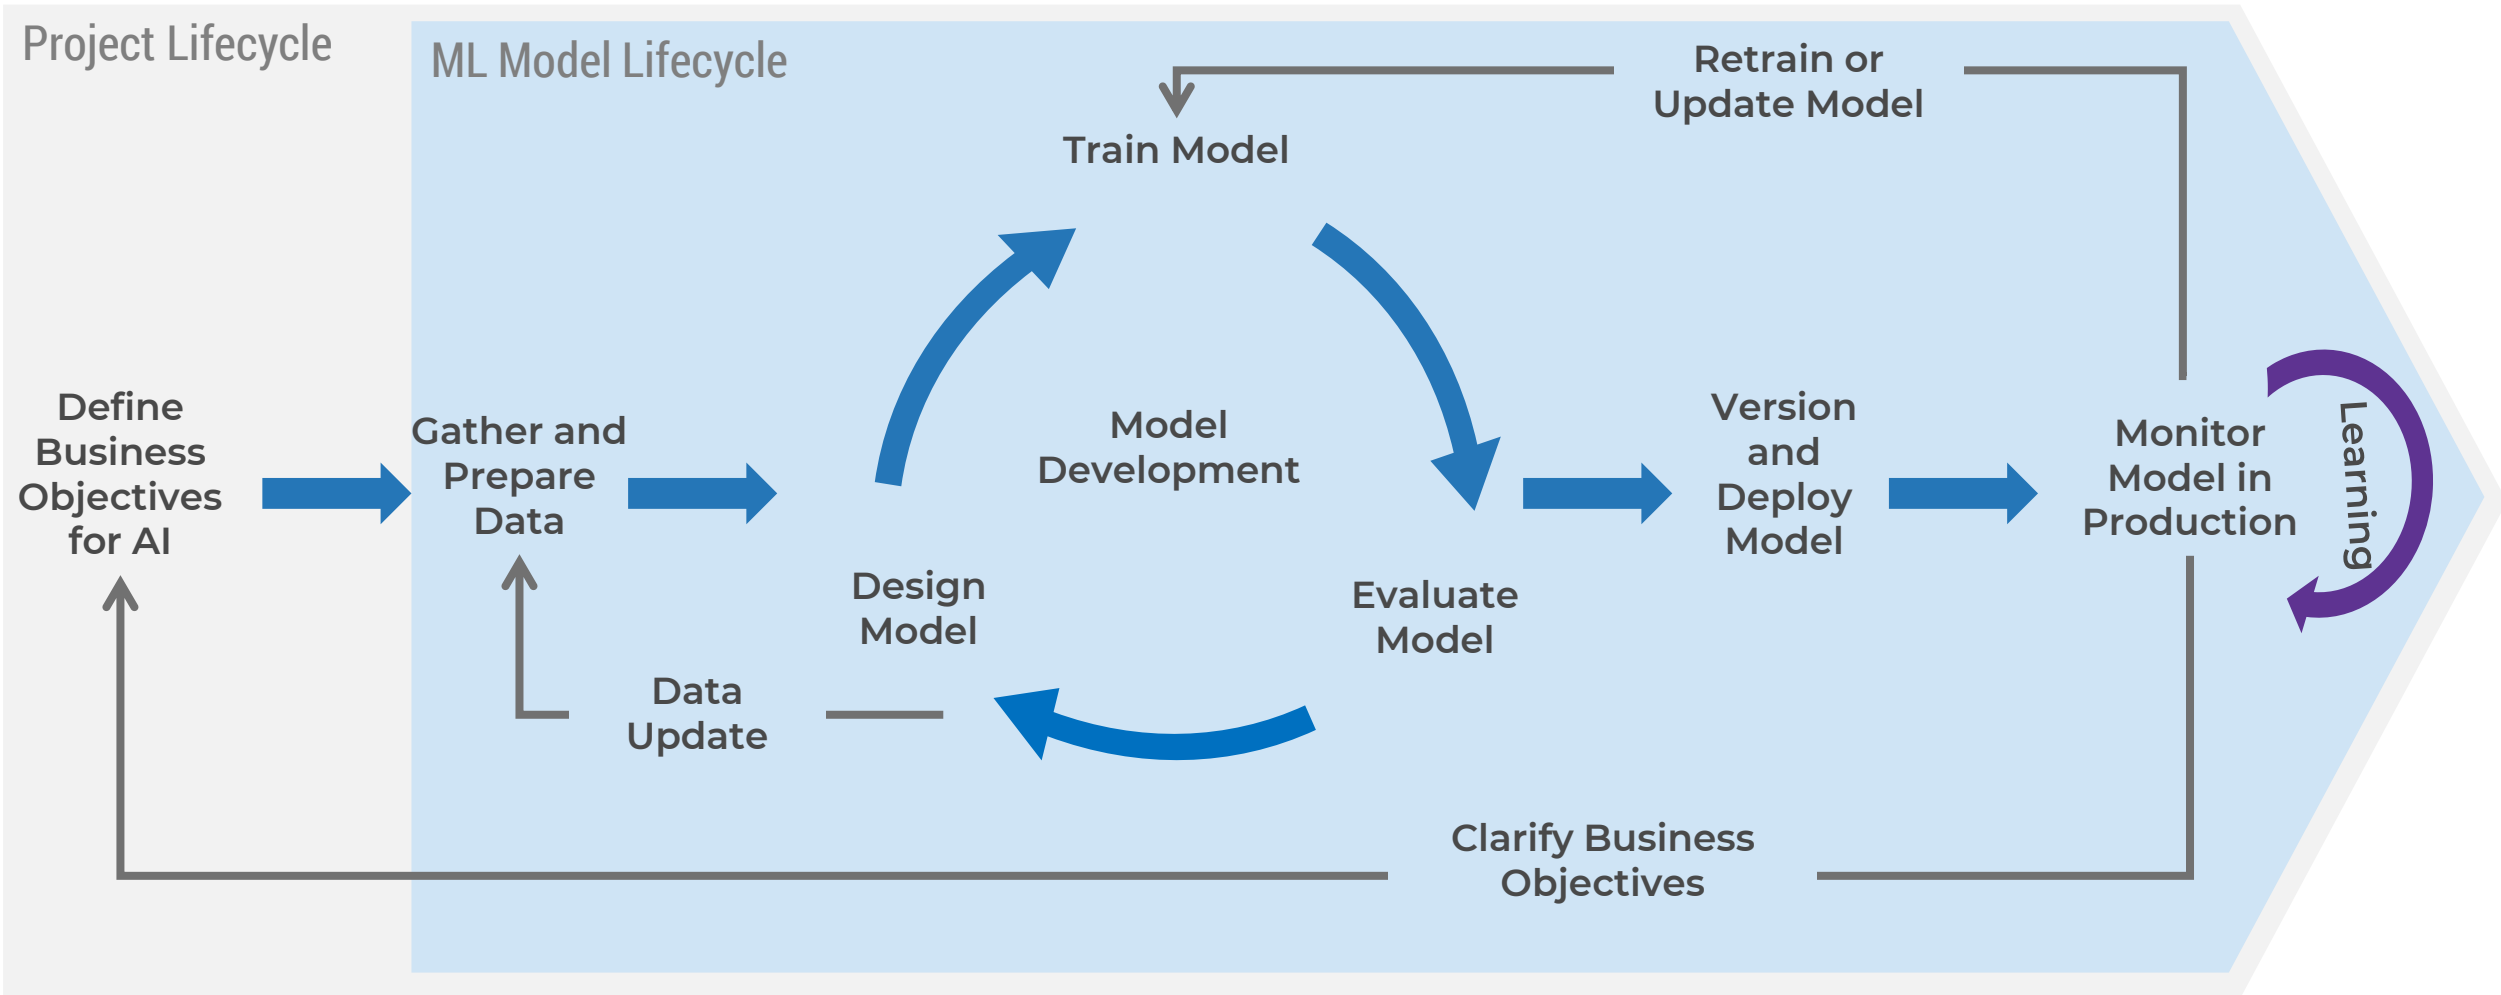 Project Lifecycle
ML Model Lifecycle
Retrain or
Update Model
Train Model
Define
Business
Objectives
for AI
Gather and
Prepare
Data
Model
Development
Version
and
Deploy
Model
Monitor
Model in
Production
Learning
Design
Model
Evaluate
Model
Data
Update
Clarify Business
Objectives